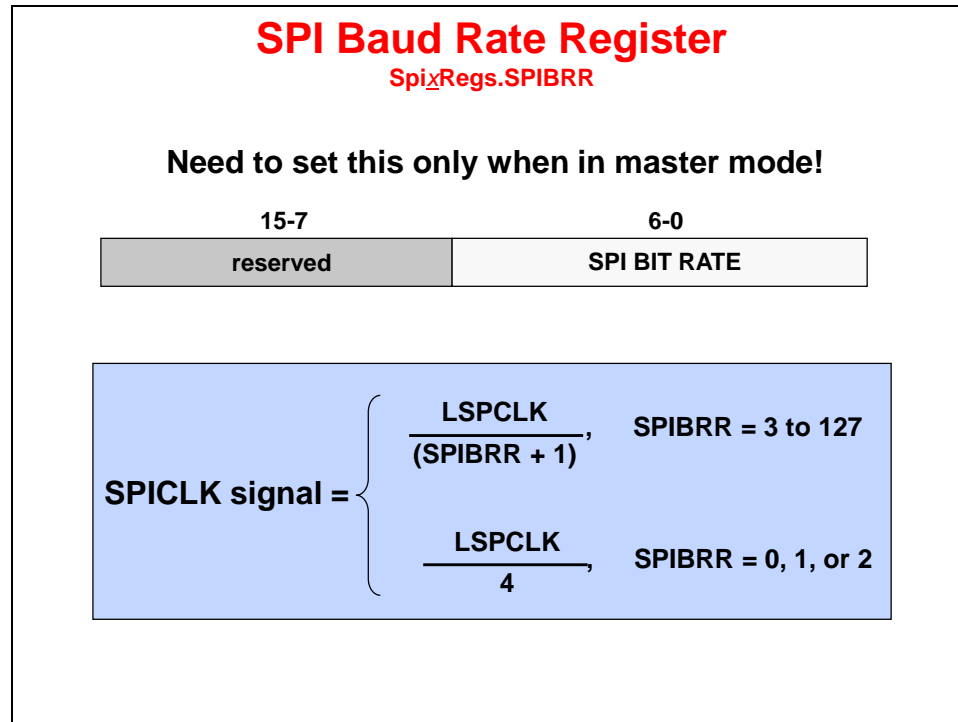 SPI Baud Rate Register
SpixRegs.SPIBRR
Need to set this only when in master mode!
15-7 6-0
reserved SPI BIT RATE
SPICLK signal =
LSPCLK
(SPIBRR + 1)
, SPIBRR = 3 to 127
LSPCLK
4
, SPIBRR = 0, 1, or 2